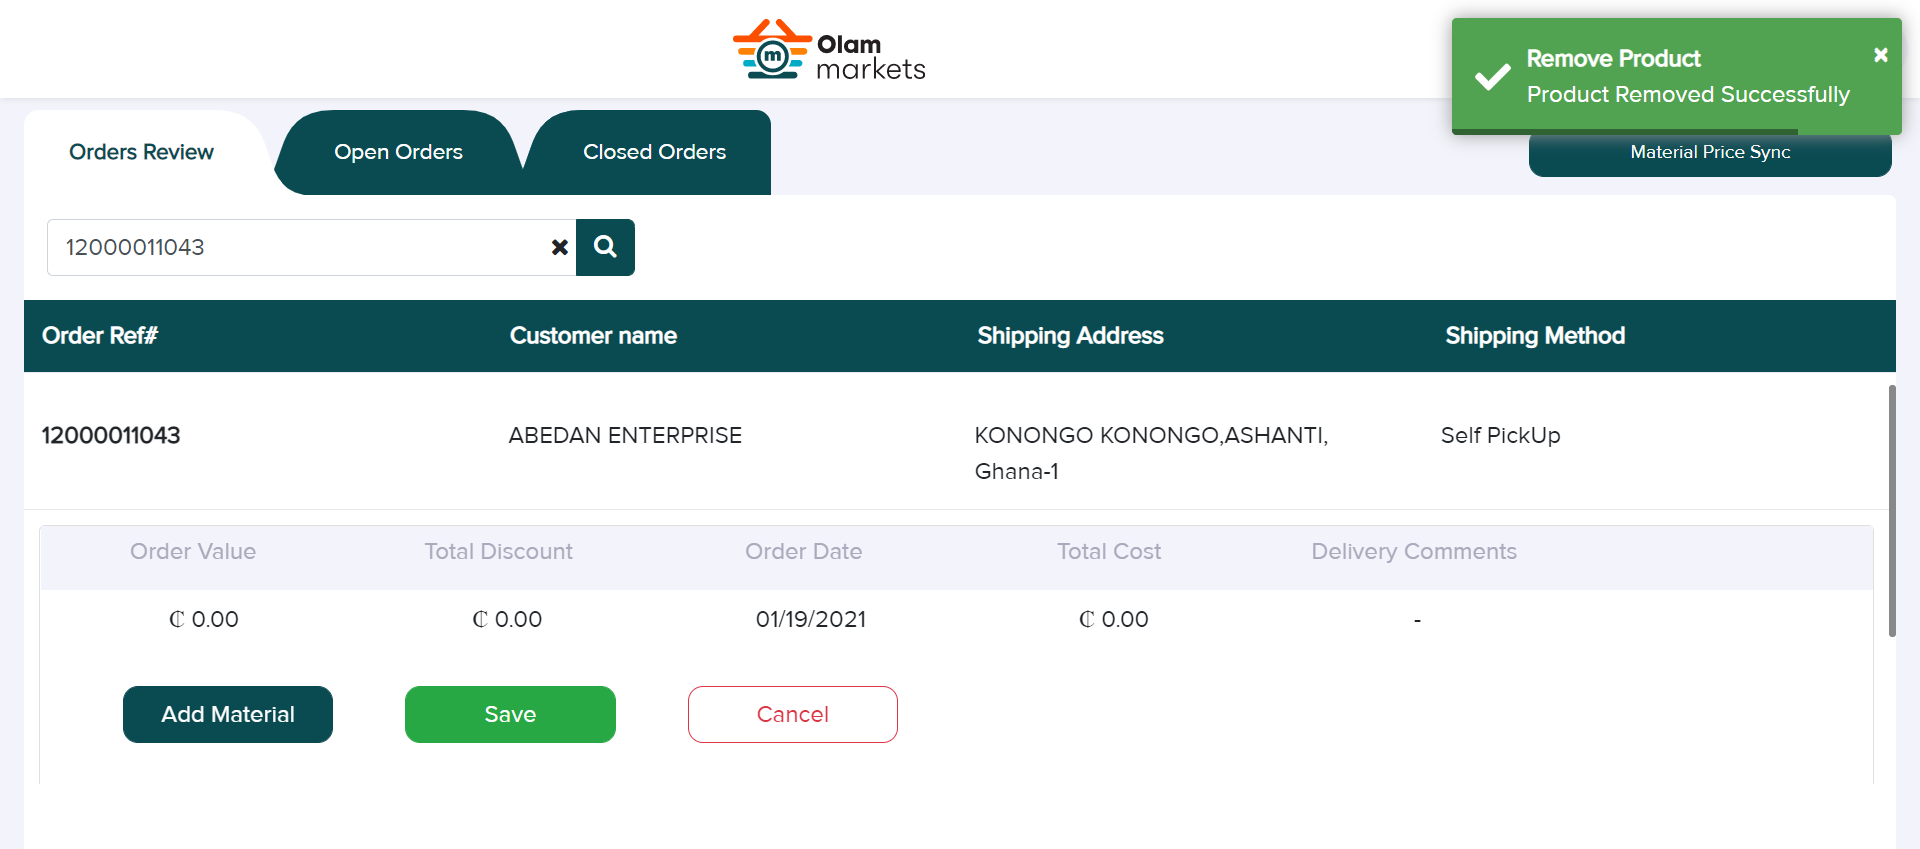 m Olam
markets
Remove Product
Product Removed Successfully
Orders Review
Open Orders
Closed Orders
Material Price Sync
12000011043
Order Ref#
Customer name
Shipping Address
Shipping Method
12000011043
ABEDAN ENTERPRISE
KONONGO KONONGO,ASHANTI,
Ghana-1
Self PickUp
Order Value
Total Discount
Order Date
Total Cost
Delivery Comments
₵ 0.00
₵ 0.00
01/19/2021
₵ 0.00
-
Add Material
Save
Cancel